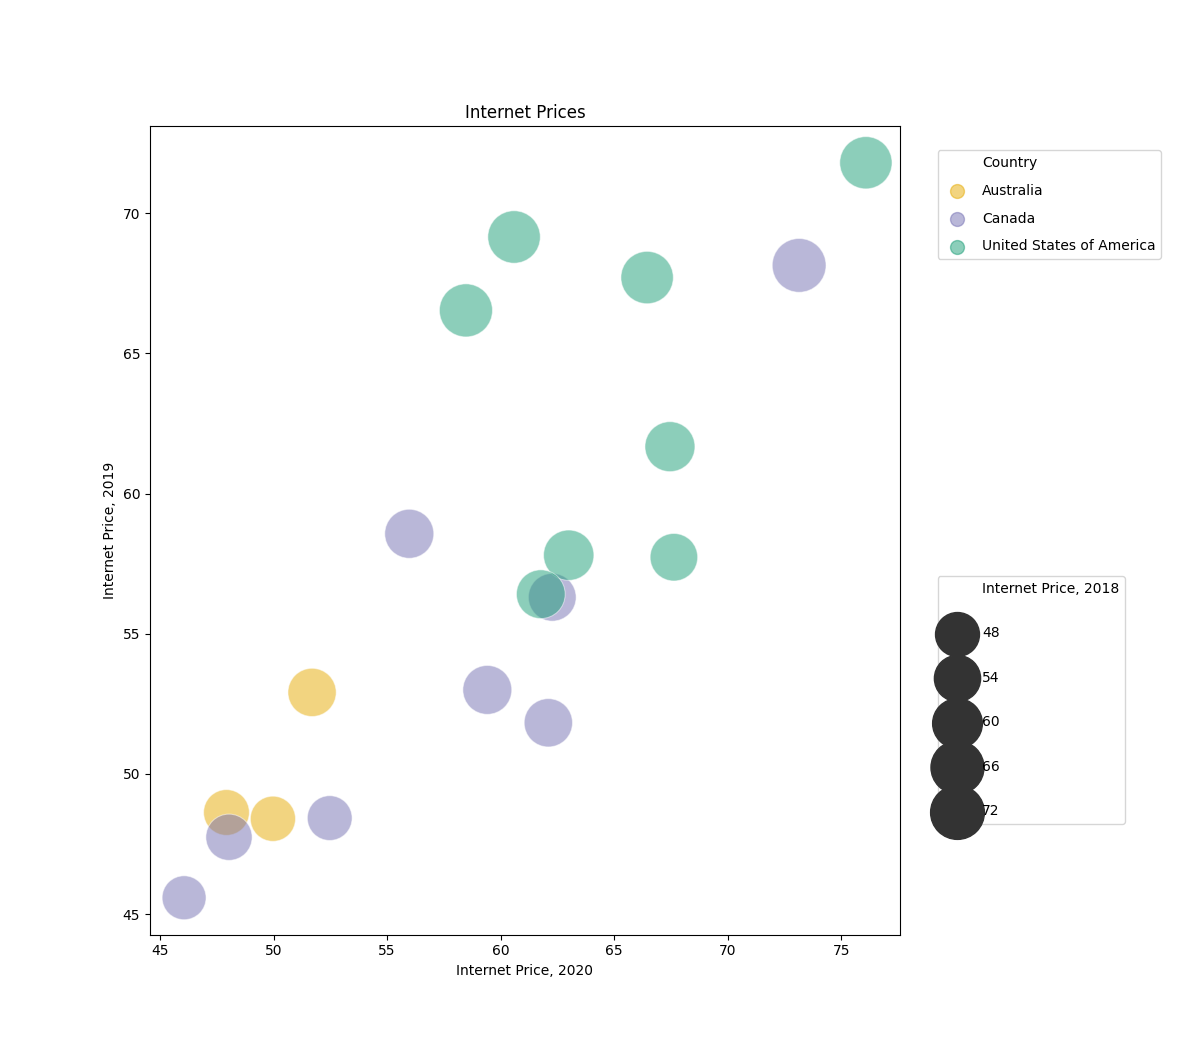 Internet Prices
Country
Australia
Canada
United States of America
Internet Price, 2019
70
65
60
55
50
45
45 50 55 60 65 70 75
Internet Price, 2020
Internet Price, 2018
48
54
60
66
72